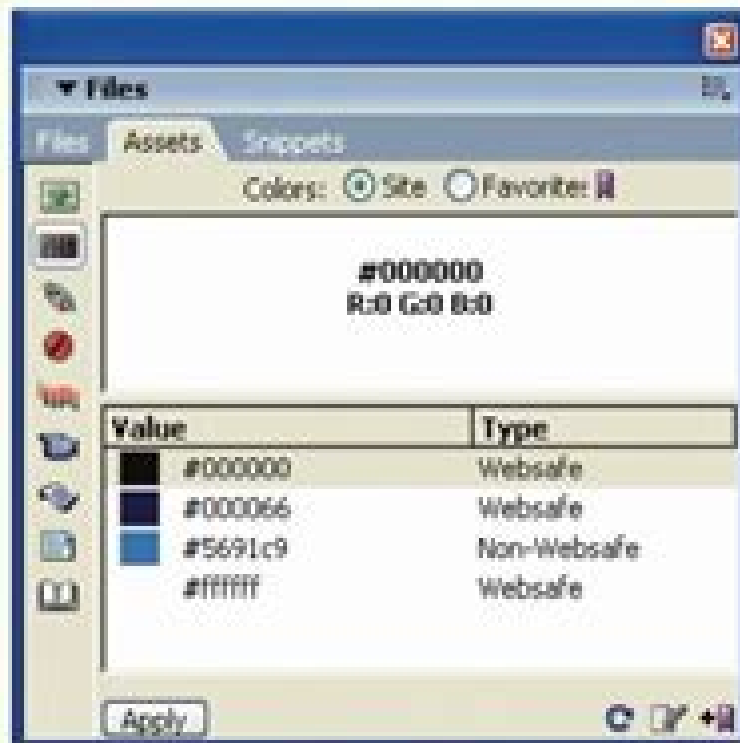 Files
Files Assets Snippets
Colors: Site Favorites
#000000
R:0 G:0 B:0
Value Type
#000000 Websafe
#000066 Websafe
#5691c9 Non-Websafe
#ffffff Websafe
Apply